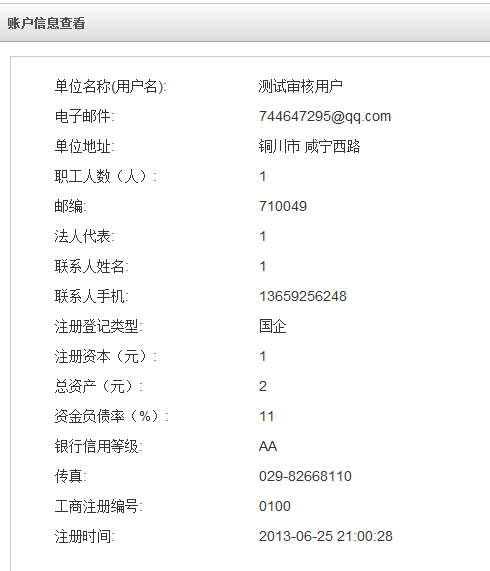 账户信息查看
单位名称(用户名): 测试审核用户
电子邮件: 744647295@qq.com
单位地址: 铜川市 咸宁西路
职工人数（人）: 1
邮编: 710049
法人代表: 1
联系人姓名: 1
联系人手机: 13659256248
注册登记类型: 国企
注册资本（元）: 1
总资产（元）: 2
资金负债率（%）: 11
银行信用等级: AA
传真: 029-82668110
工商注册编号: 0100
注册时间: 2013-06-25 21:00:28